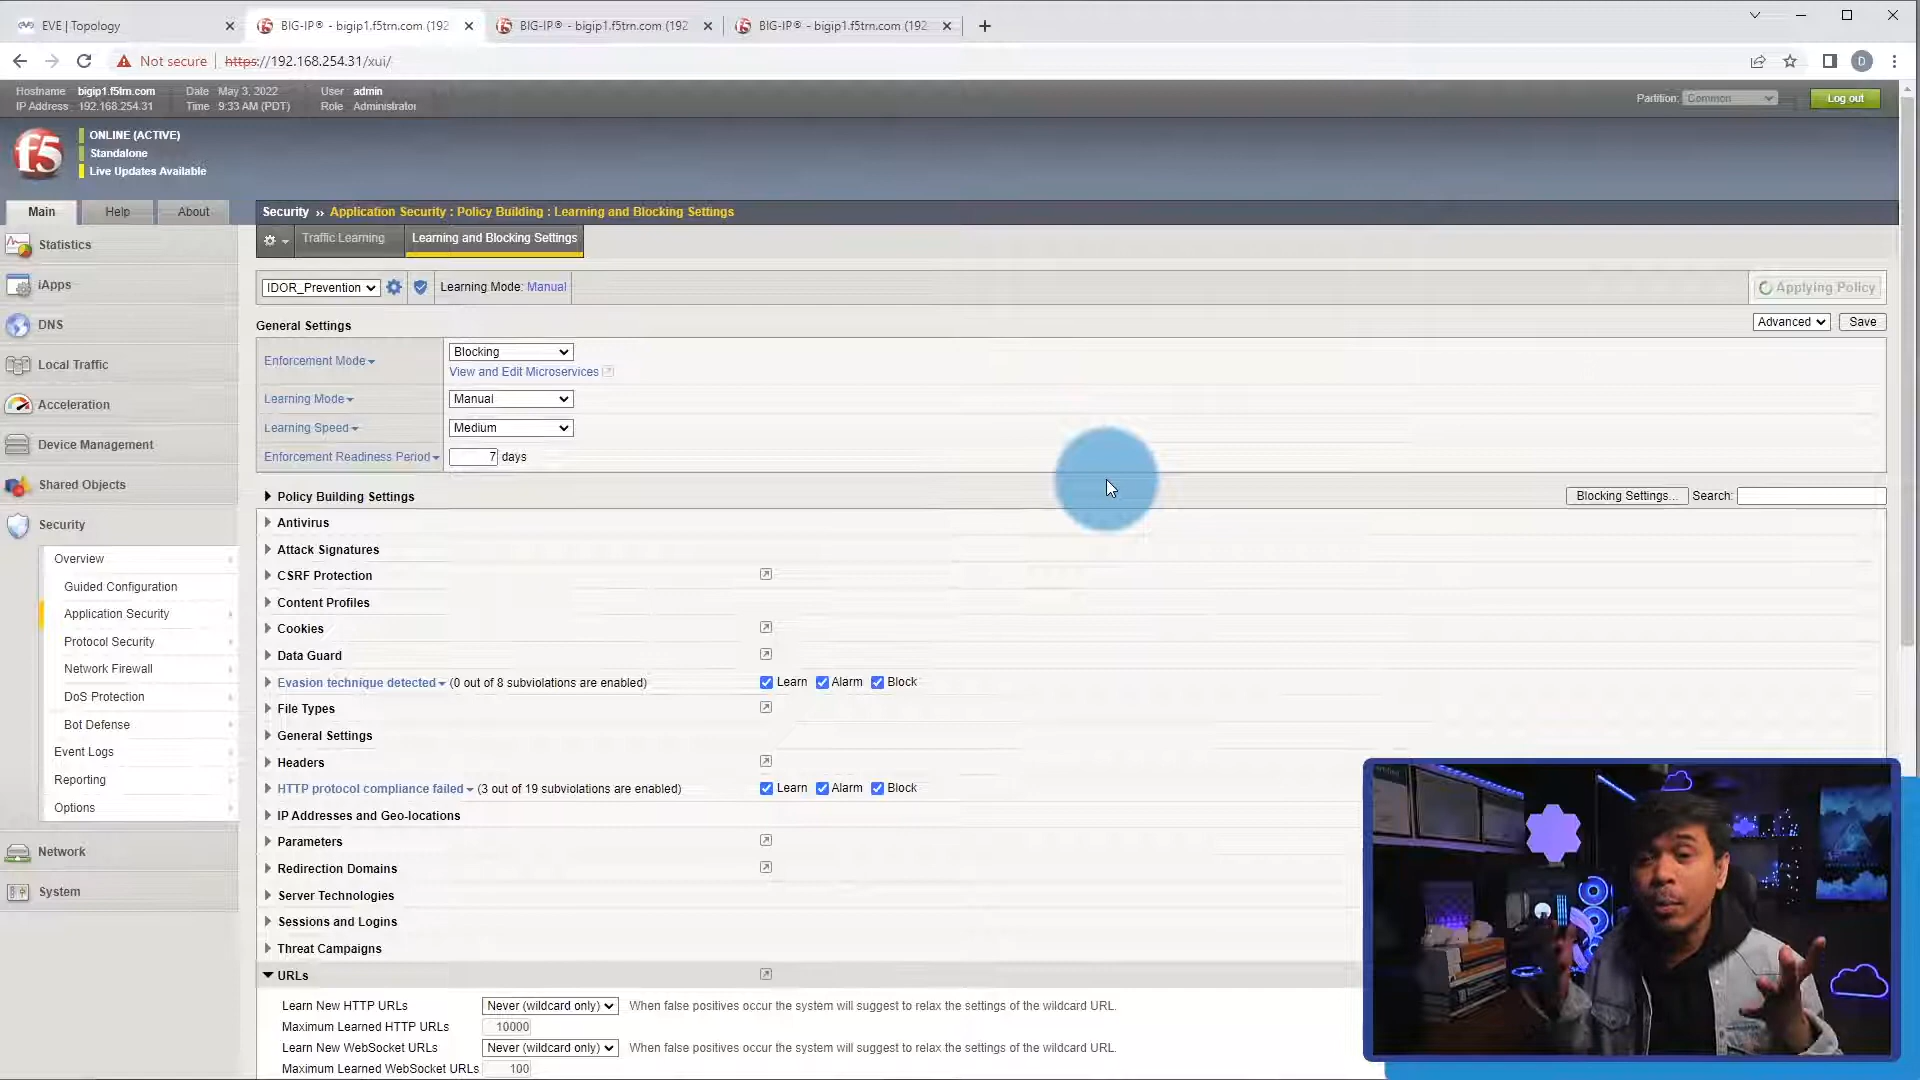 EVE | Topology
BIG-IP® - bigip1.f5trn.com (192
BIG-IP® - bigip1.f5trn.com (192
BIG-IP® - bigip1.f5trn.com (192
Not secure
https://192.168.254.31/xui/
D
Hostname bigip1.f5trn.com
Date May 3, 2022
User admin
IP Address 192.168.254.31
Time 9:33 AM (PDT)
Role Administrator
Partition: Common
Log out
f5
ONLINE (ACTIVE)
Standalone
Live Updates Available
Main
Help
About
Security ›› Application Security : Policy Building : Learning and Blocking Settings
Traffic Learning
Learning and Blocking Settings
Statistics
iApps
DNS
Local Traffic
Acceleration
Device Management
Shared Objects
Security
Overview
Guided Configuration
Application Security
Protocol Security
Network Firewall
DoS Protection
Bot Defense
Event Logs
Reporting
Options
Network
System
IDOR_Prevention
Learning Mode: Manual
Applying Policy
General Settings
Advanced
Save
Enforcement Mode
Blocking
View and Edit Microservices
Learning Mode
Manual
Learning Speed
Medium
Enforcement Readiness Period
7 days
Policy Building Settings
Blocking Settings...
Search:
Antivirus
Attack Signatures
CSRF Protection
Content Profiles
Cookies
Data Guard
Evasion technique detected (0 out of 8 subviolations are enabled)
Learn Alarm Block
File Types
General Settings
Headers
HTTP protocol compliance failed (3 out of 19 subviolations are enabled)
Learn Alarm Block
IP Addresses and Geo-locations
Parameters
Redirection Domains
Server Technologies
Sessions and Logins
Threat Campaigns
URLs
Learn New HTTP URLs
Never (wildcard only)
When false positives occur the system will suggest to relax the settings of the wildcard URL.
Maximum Learned HTTP URLs
10000
Learn New WebSocket URLs
Never (wildcard only)
When false positives occur the system will suggest to relax the settings of the wildcard URL.
Maximum Learned WebSocket URLs
100